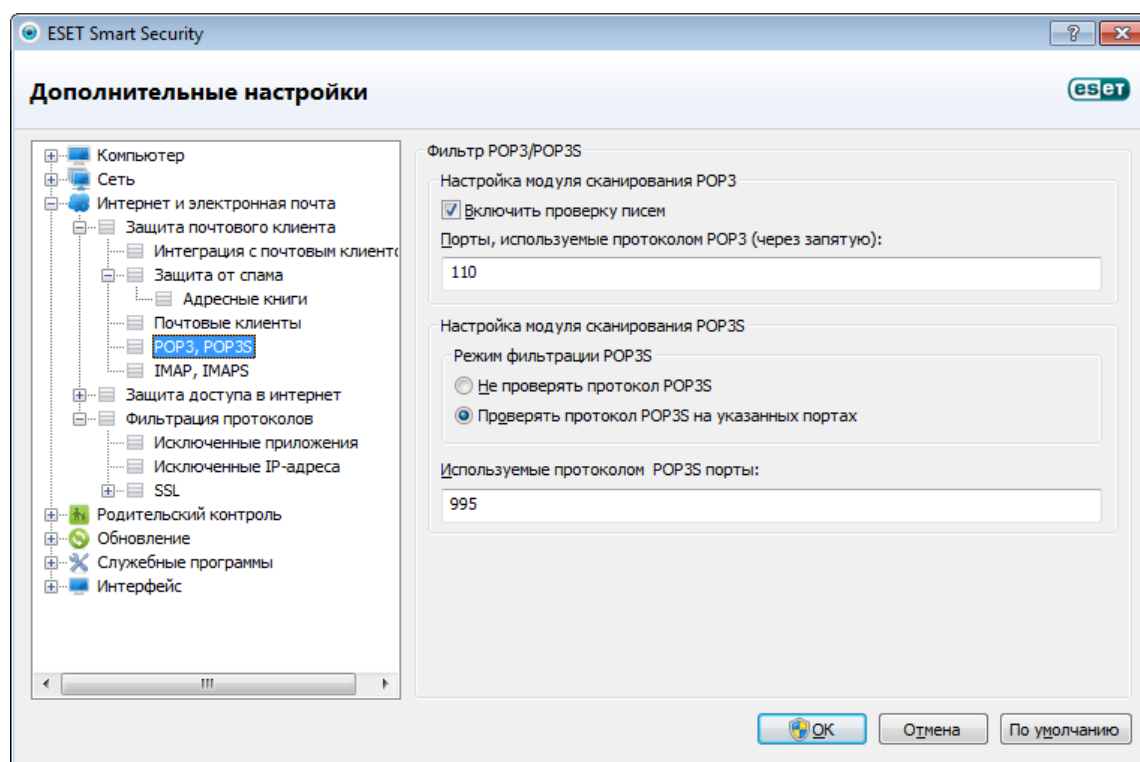 ESET Smart Security
Дополнительные настройки
eset
Компьютер
Сеть
Интернет и электронная почта
Защита почтового клиента
Интеграция с почтовым клиенто
Защита от спама
Адресные книги
Почтовые клиенты
POP3, POP3S
IMAP, IMAPS
Защита доступа в интернет
Фильтрация протоколов
Исключенные приложения
Исключенные IP-адреса
SSL
Родительский контроль
Обновление
Служебные программы
Интерфейс
Фильтр POP3/POP3S
Настройка модуля сканирования POP3
Включить проверку писем
Порты, используемые протоколом POP3 (через запятую):
110
Настройка модуля сканирования POP3S
Режим фильтрации POP3S
Не проверять протокол POP3S
Проверять протокол POP3S на указанных портах
Используемые протоколом POP3S порты:
995
OK
Отмена
По умолчанию